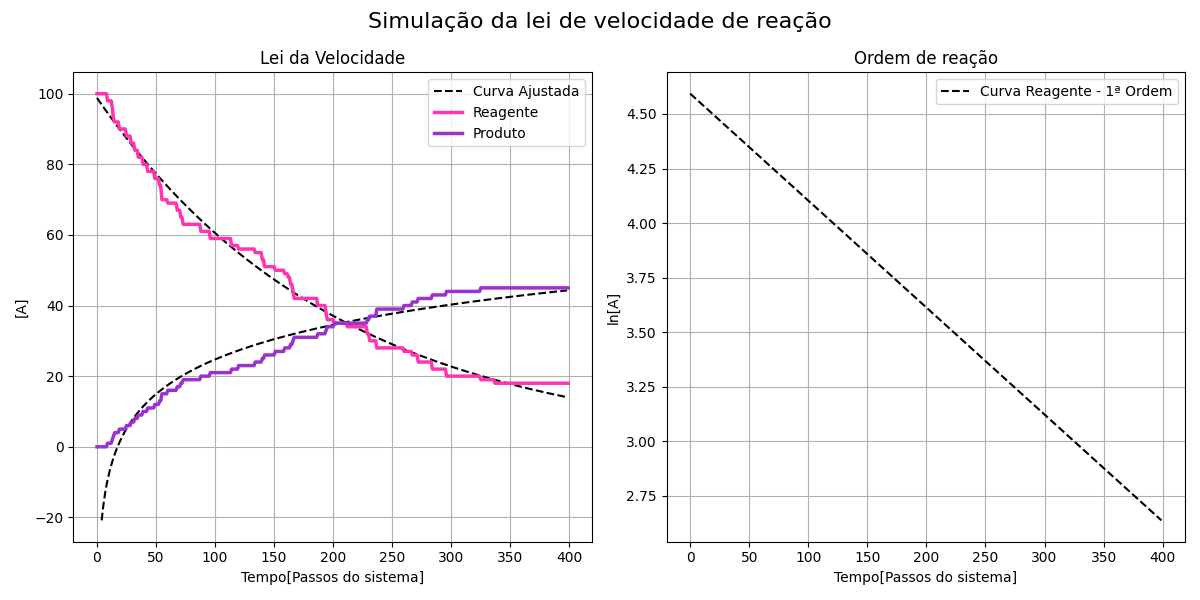 Simulação da lei de velocidade de reação
Lei da Velocidade
[A]
100
80
60
40
20
0
−20
Curva Ajustada
Reagente
Produto
0 50 100 150 200 250 300 350 400
Tempo[Passos do sistema]
Ordem de reação
ln[A]
4.50
4.25
4.00
3.75
3.50
3.25
3.00
2.75
Curva Reagente - 1ª Ordem
0 50 100 150 200 250 300 350 400
Tempo[Passos do sistema]